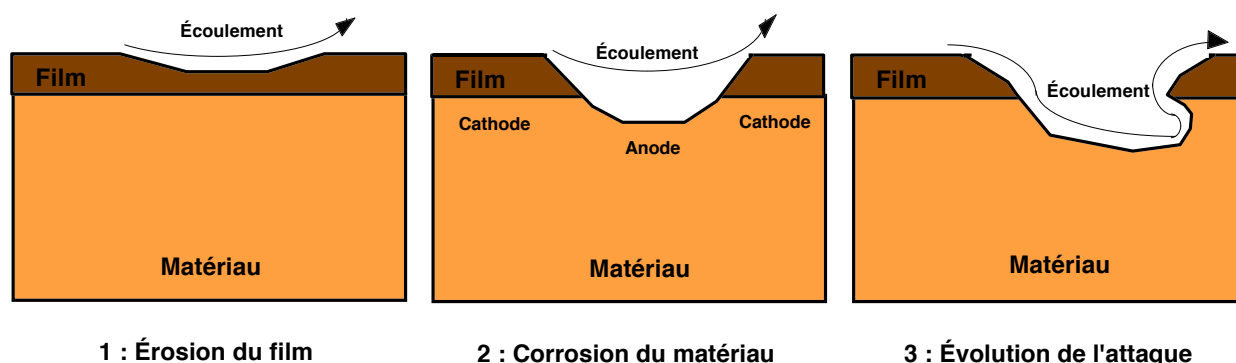 Écoulement
Film
Matériau
1 : Érosion du film
Écoulement
Film
Cathode
Cathode
Anode
Matériau
2 : Corrosion du matériau
Écoulement
Film
Matériau
3 : Évolution de l'attaque